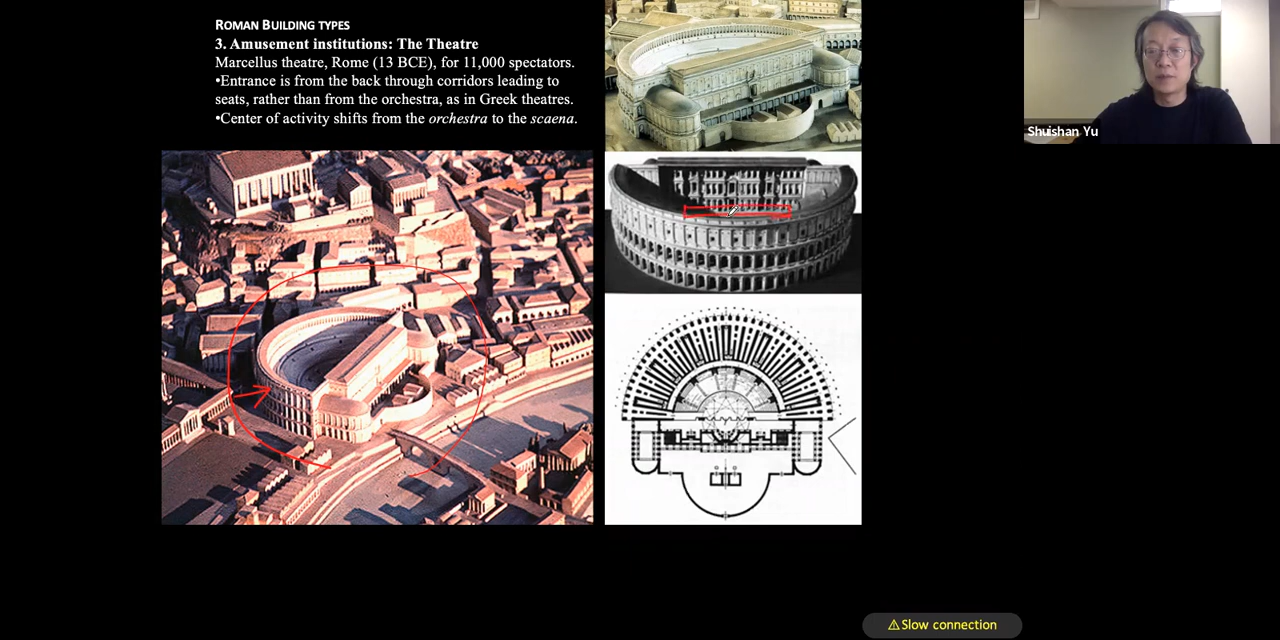 ROMAN BUILDING TYPES
3. Amusement institutions: The Theatre
Marcellus theatre, Rome (13 BCE), for 11,000 spectators.
•Entrance is from the back through corridors leading to
seats, rather than from the orchestra, as in Greek theatres.
•Center of activity shifts from the orchestra to the scaena.
Shuishan Yu
⚠Slow connection